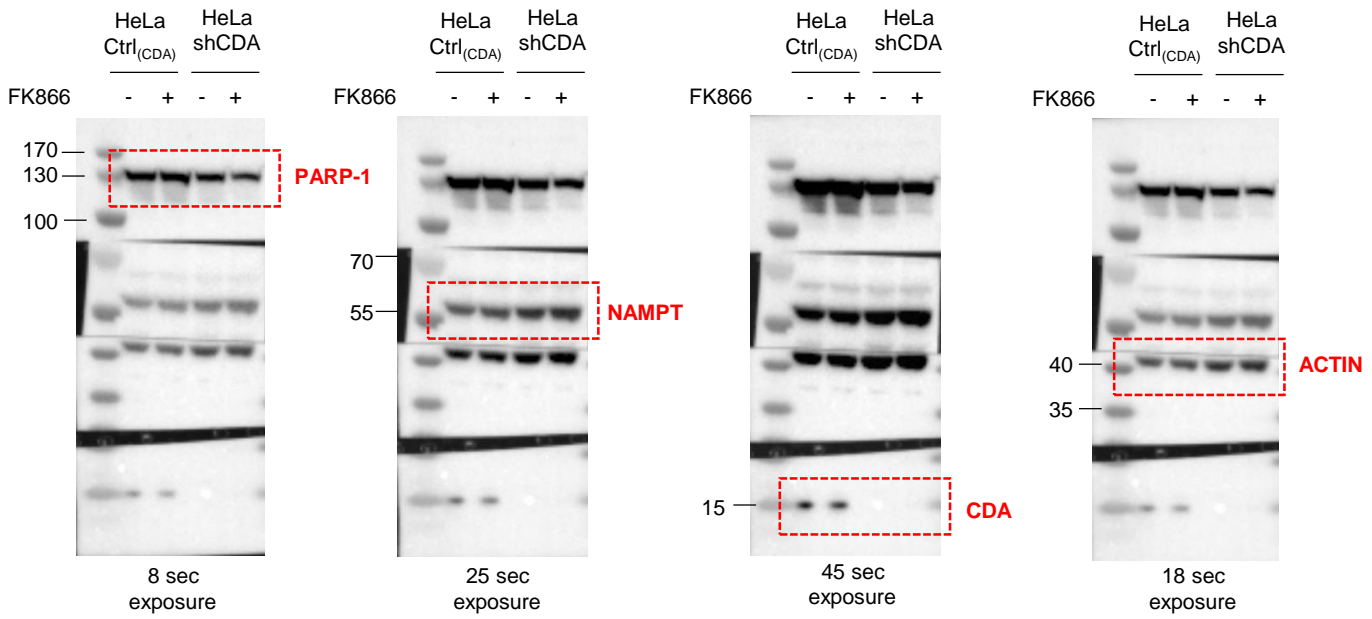 HeLa Ctrl(CDA) HeLa shCDA
FK866 - + - +
170
130
100
PARP-1
8 sec exposure
HeLa Ctrl(CDA) HeLa shCDA
FK866 - + - +
70
55
NAMPT
25 sec exposure
HeLa Ctrl(CDA) HeLa shCDA
FK866 - + - +
15
CDA
45 sec exposure
HeLa Ctrl(CDA) HeLa shCDA
FK866 - + - +
40
35
ACTIN
18 sec exposure